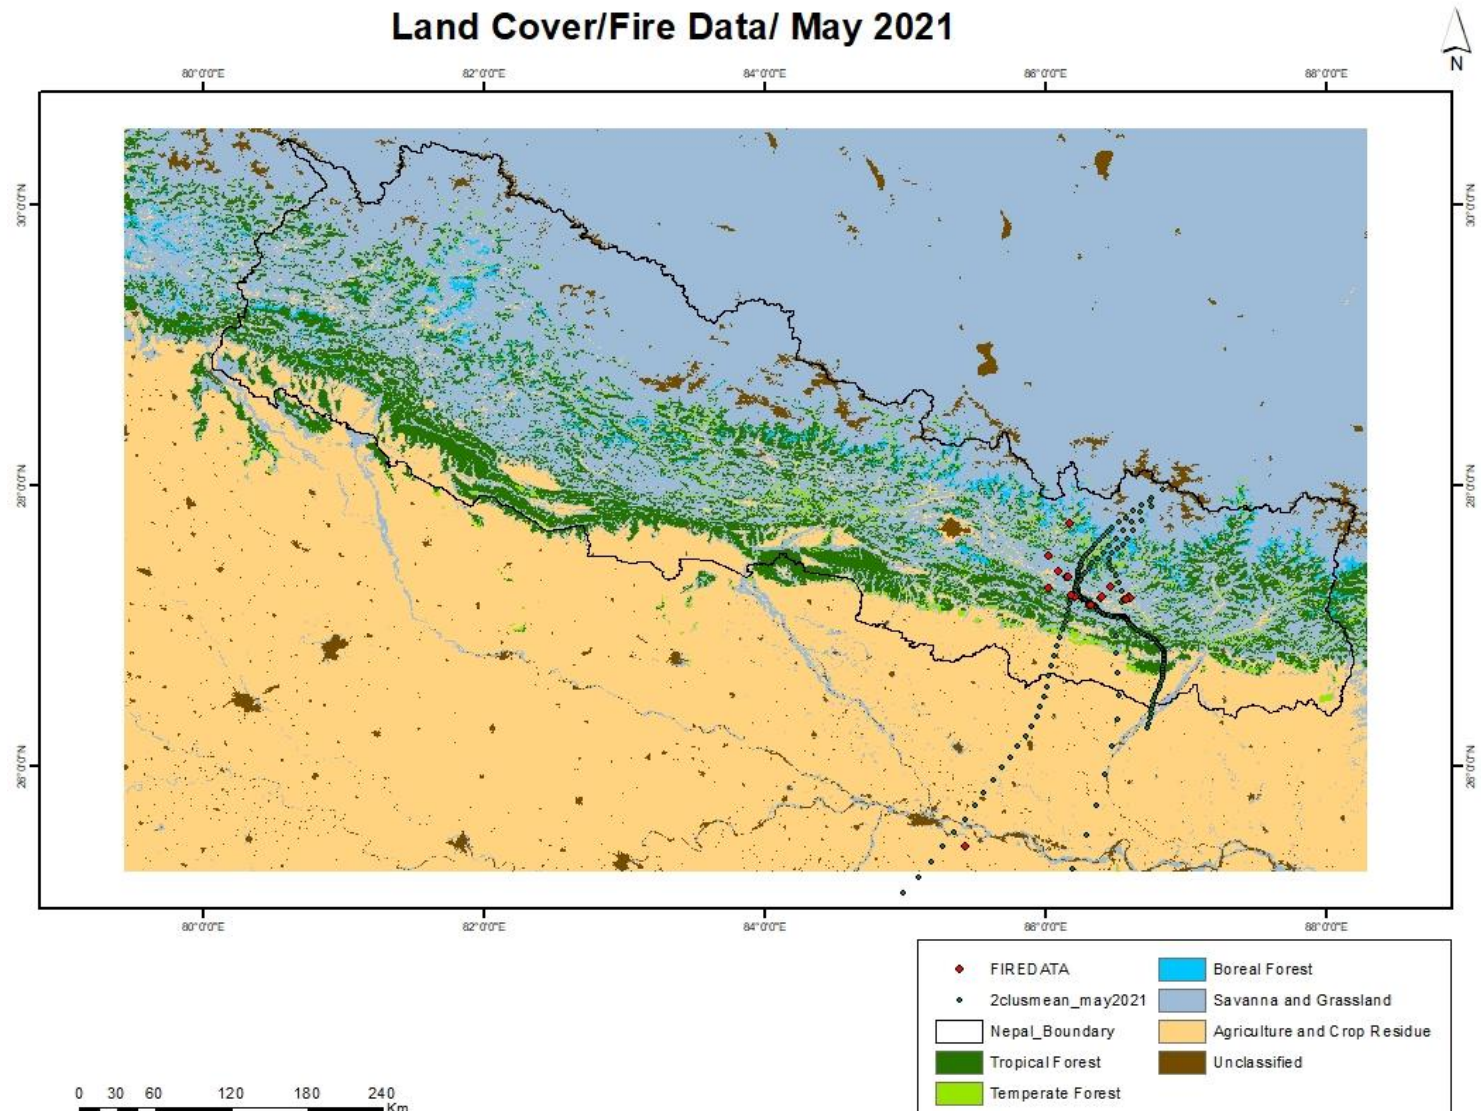 Land Cover/Fire Data/ May 2021
N
80°0'0"E 82°0'0"E 84°0'0"E 86°0'0"E 88°0'0"E
30°0'0"N 30°0'0"N
28°0'0"N 28°0'0"N
26°0'0"N 26°0'0"N
80°0'0"E 82°0'0"E 84°0'0"E 86°0'0"E 88°0'0"E
FIREDATA
2clusmean_may2021
Nepal_Boundary
Tropical Forest
Temperate Forest
Boreal Forest
Savanna and Grassland
Agriculture and Crop Residue
Unclassified
0 30 60 120 180 240
Km